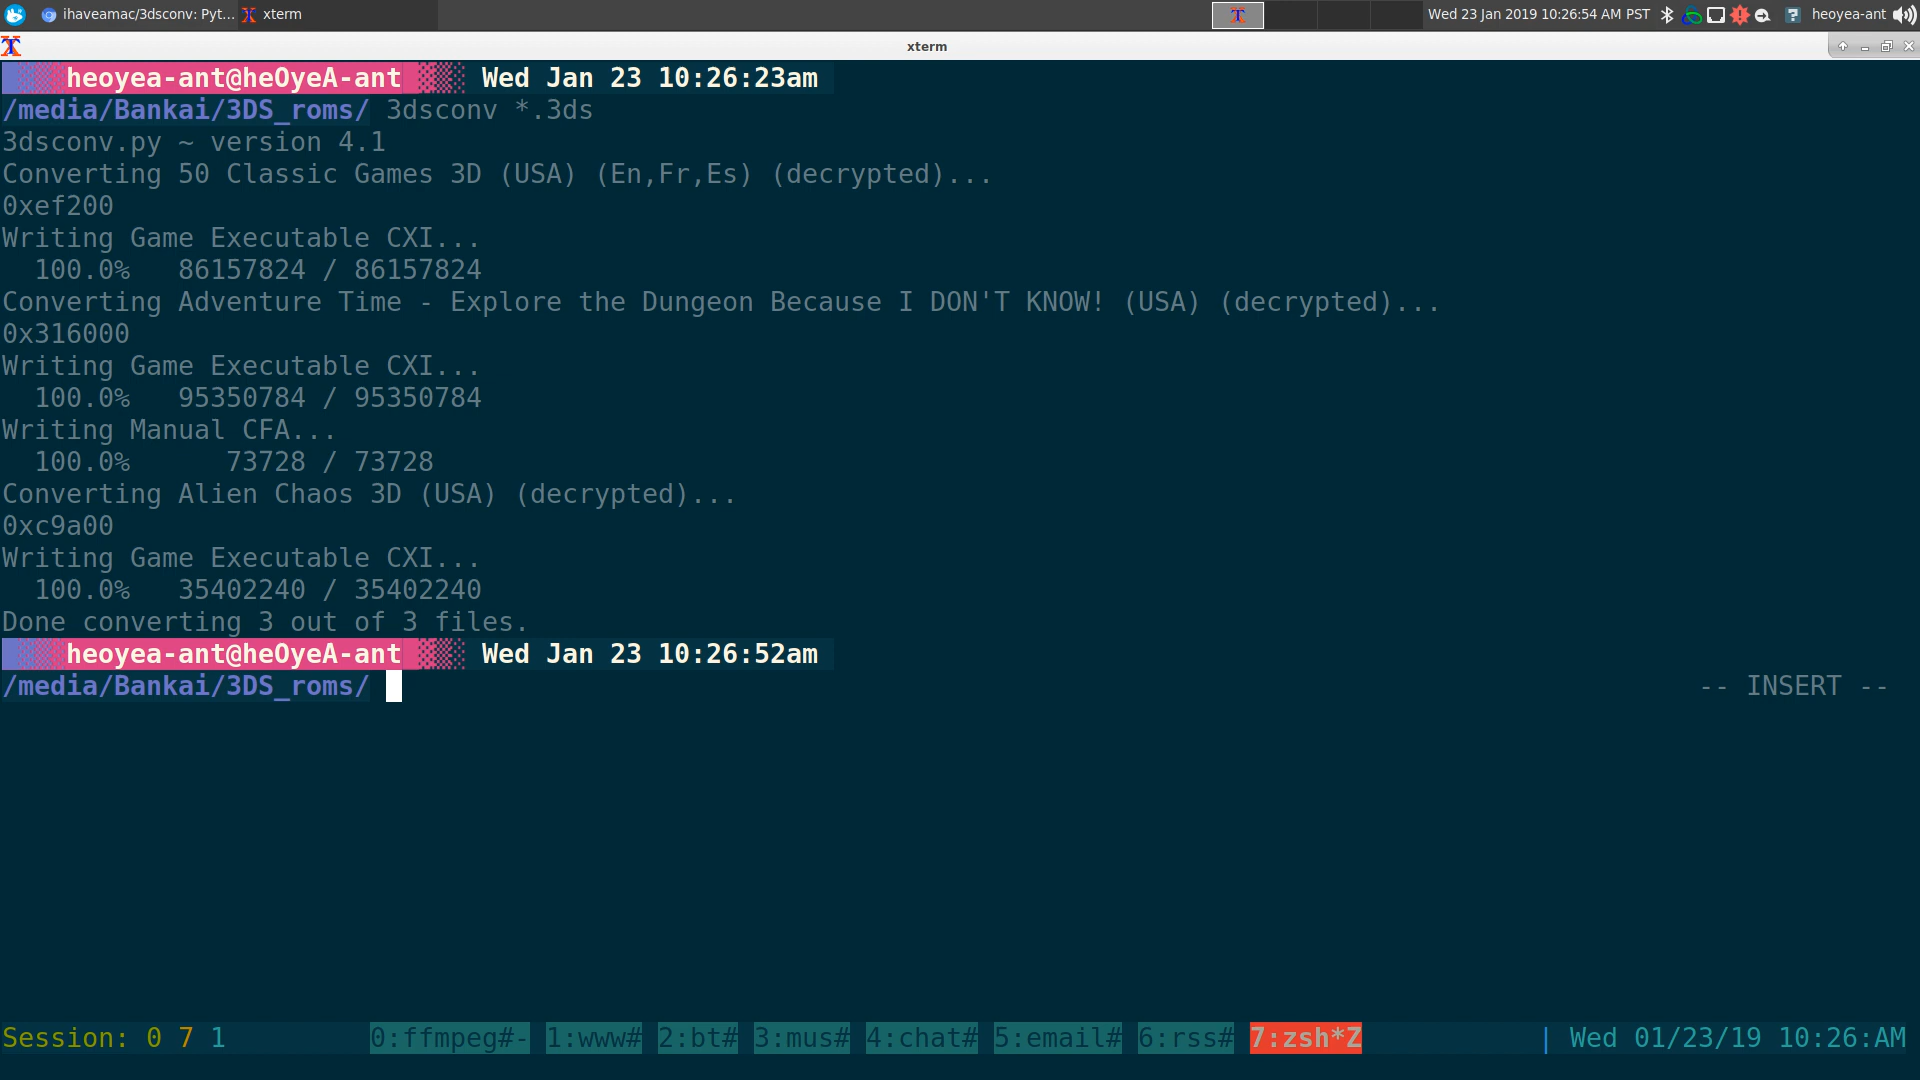 ihaveamac/3dsconv: Pyt... xterm Wed 23 Jan 2019 10:26:54 AM PST heoyea-ant
xterm
heoyea-ant@heOyeA-ant Wed Jan 23 10:26:23am
/media/Bankai/3DS_roms/ 3dsconv *.3ds
3dsconv.py ~ version 4.1
Converting 50 Classic Games 3D (USA) (En,Fr,Es) (decrypted)...
0xef200
Writing Game Executable CXI...
100.0% 86157824 / 86157824
Converting Adventure Time - Explore the Dungeon Because I DON'T KNOW! (USA) (decrypted)...
0x316000
Writing Game Executable CXI...
100.0% 95350784 / 95350784
Writing Manual CFA...
100.0% 73728 / 73728
Converting Alien Chaos 3D (USA) (decrypted)...
0xc9a00
Writing Game Executable CXI...
100.0% 35402240 / 35402240
Done converting 3 out of 3 files.
heoyea-ant@heOyeA-ant Wed Jan 23 10:26:52am
/media/Bankai/3DS_roms/ -- INSERT --
Session: 0 7 1 0:ffmpeg#- 1:www# 2:bt# 3:mus# 4:chat# 5:email# 6:rss# 7:zsh*Z | Wed 01/23/19 10:26:AM